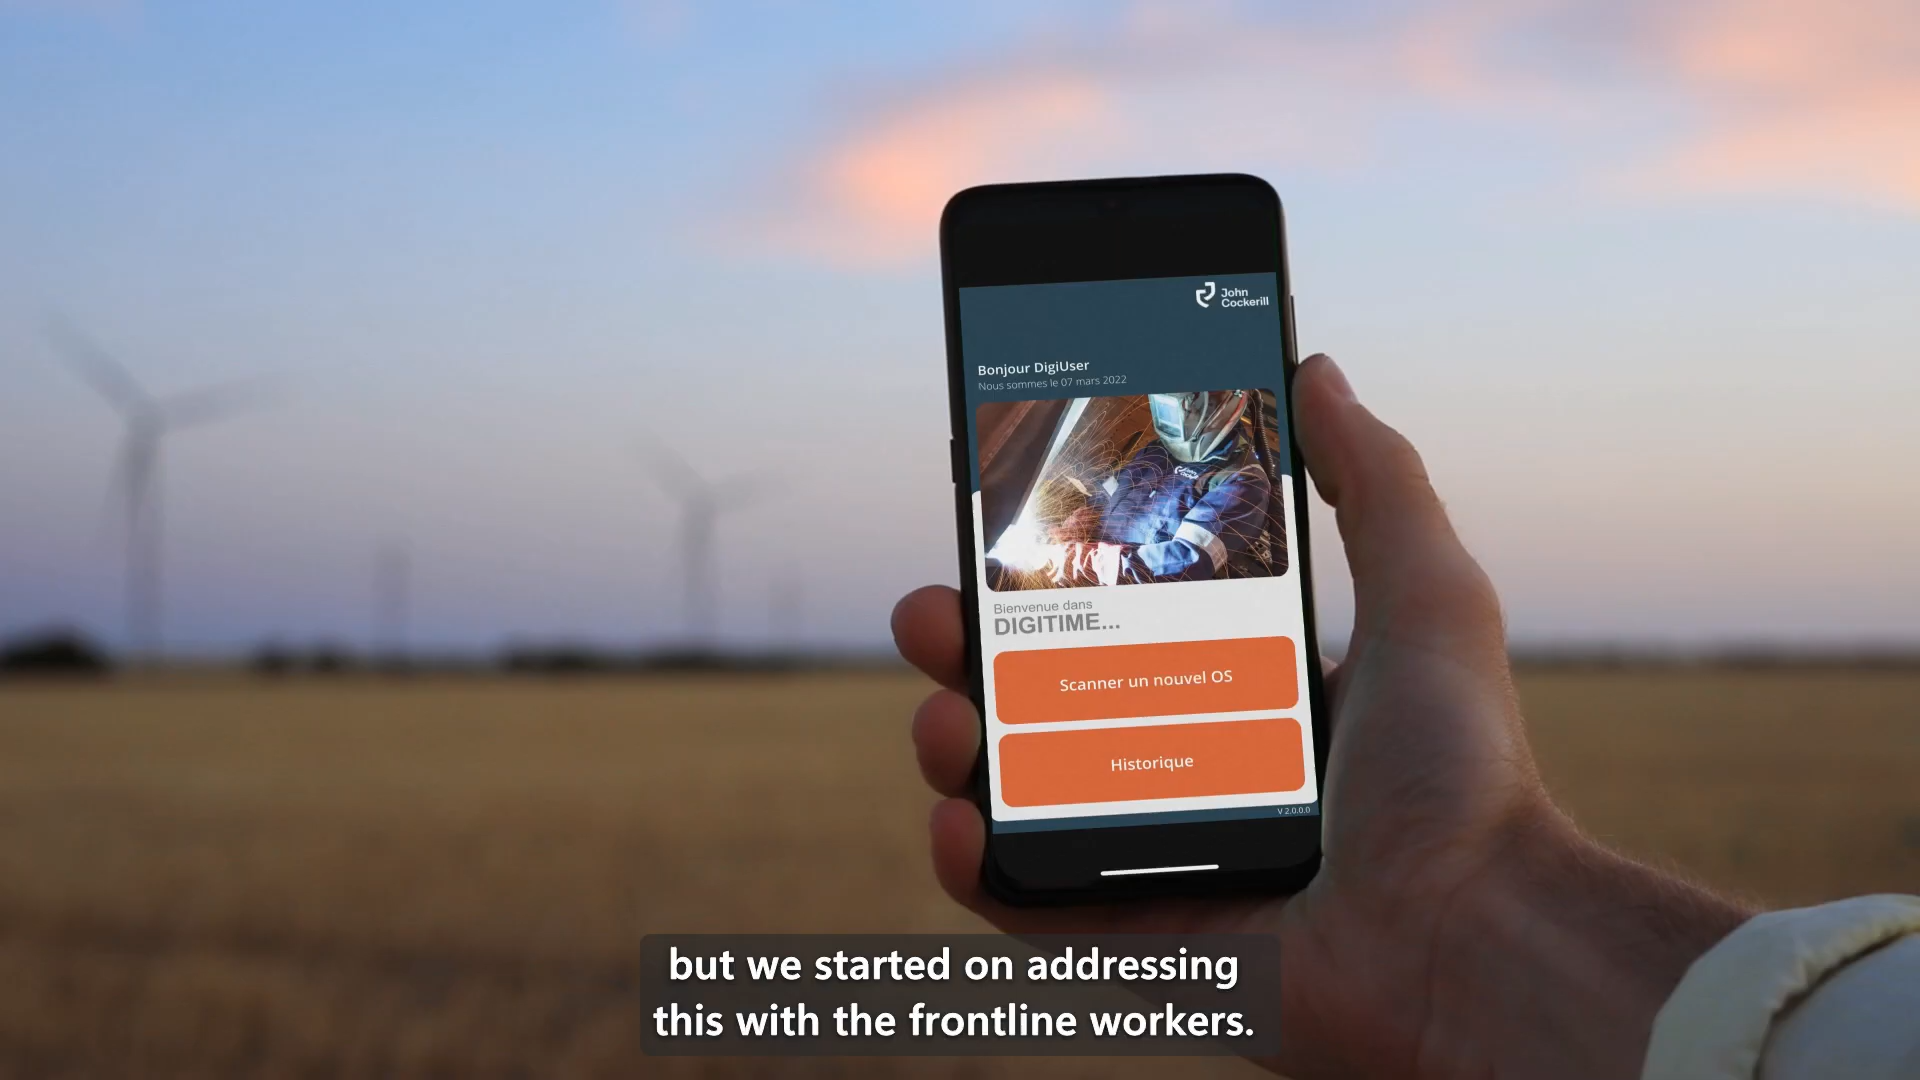 John
Cockerill
Bonjour DigiUser
Nous sommes le 07 mars 2022
Bienvenue dans
DIGITIME...
Scanner un nouvel OS
Historique
V 2.0.0.0
but we started on addressing
this with the frontline workers.